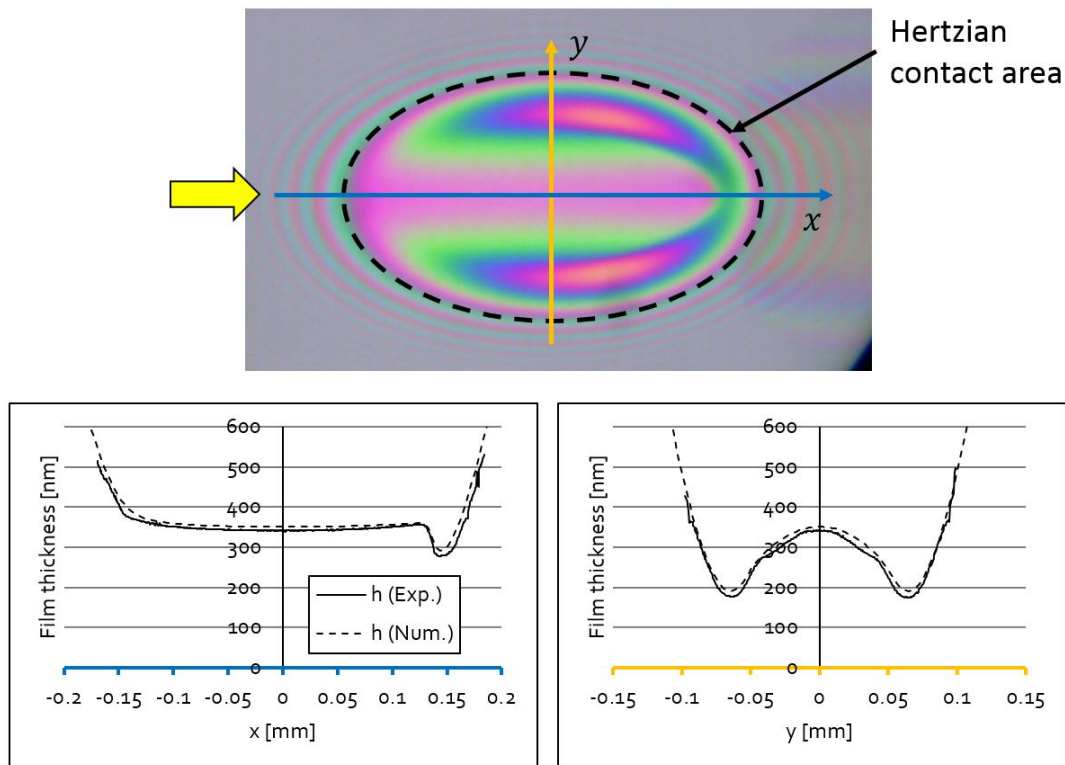 Hertzian
contact area
y
x
600
500
400
300
200
100
0
Film thickness [nm]
h (Exp.)
h (Num.)
-0.2 -0.15 -0.1 -0.05 0 0.05 0.1 0.15 0.2
x [mm]
600
500
400
300
200
100
0
Film thickness [nm]
-0.15 -0.1 -0.05 0 0.05 0.1 0.15
y [mm]